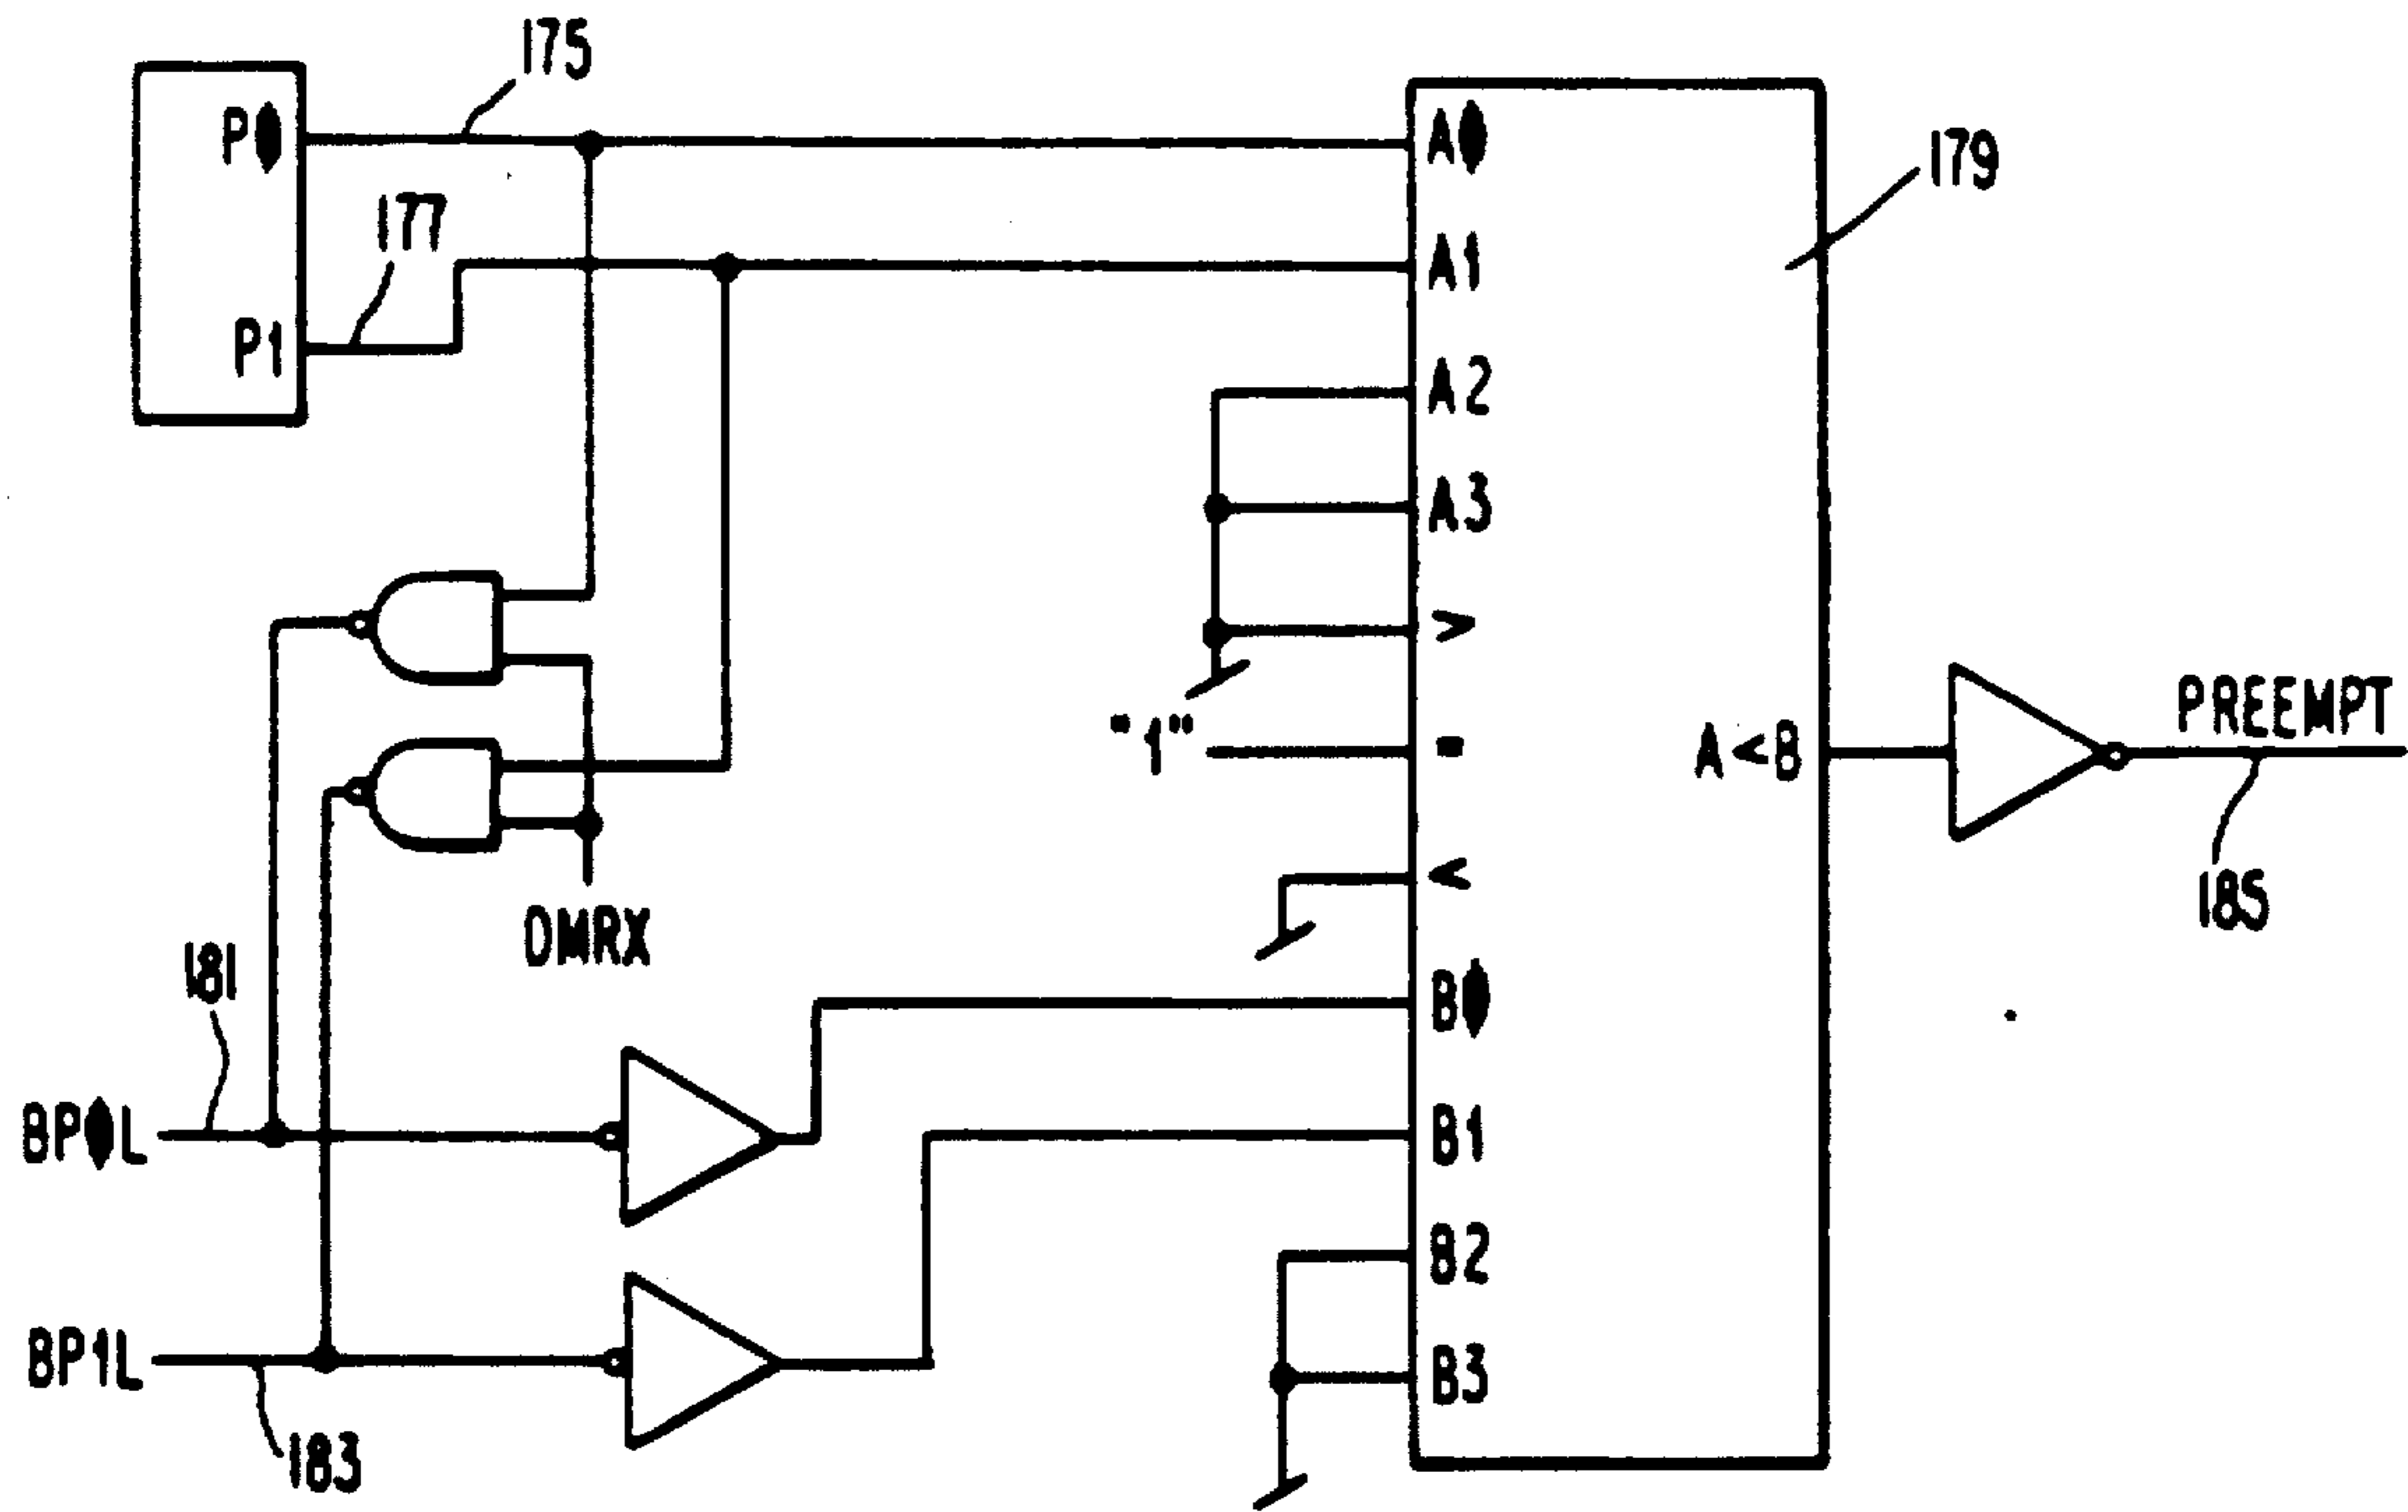 175
P0
A0
179
177
A1
P1
A2
A3
>
"1"
=
A<B
PREEMPT
<
185
DMRX
181
B0
BP0L
B1
B2
BP1L
B3
183